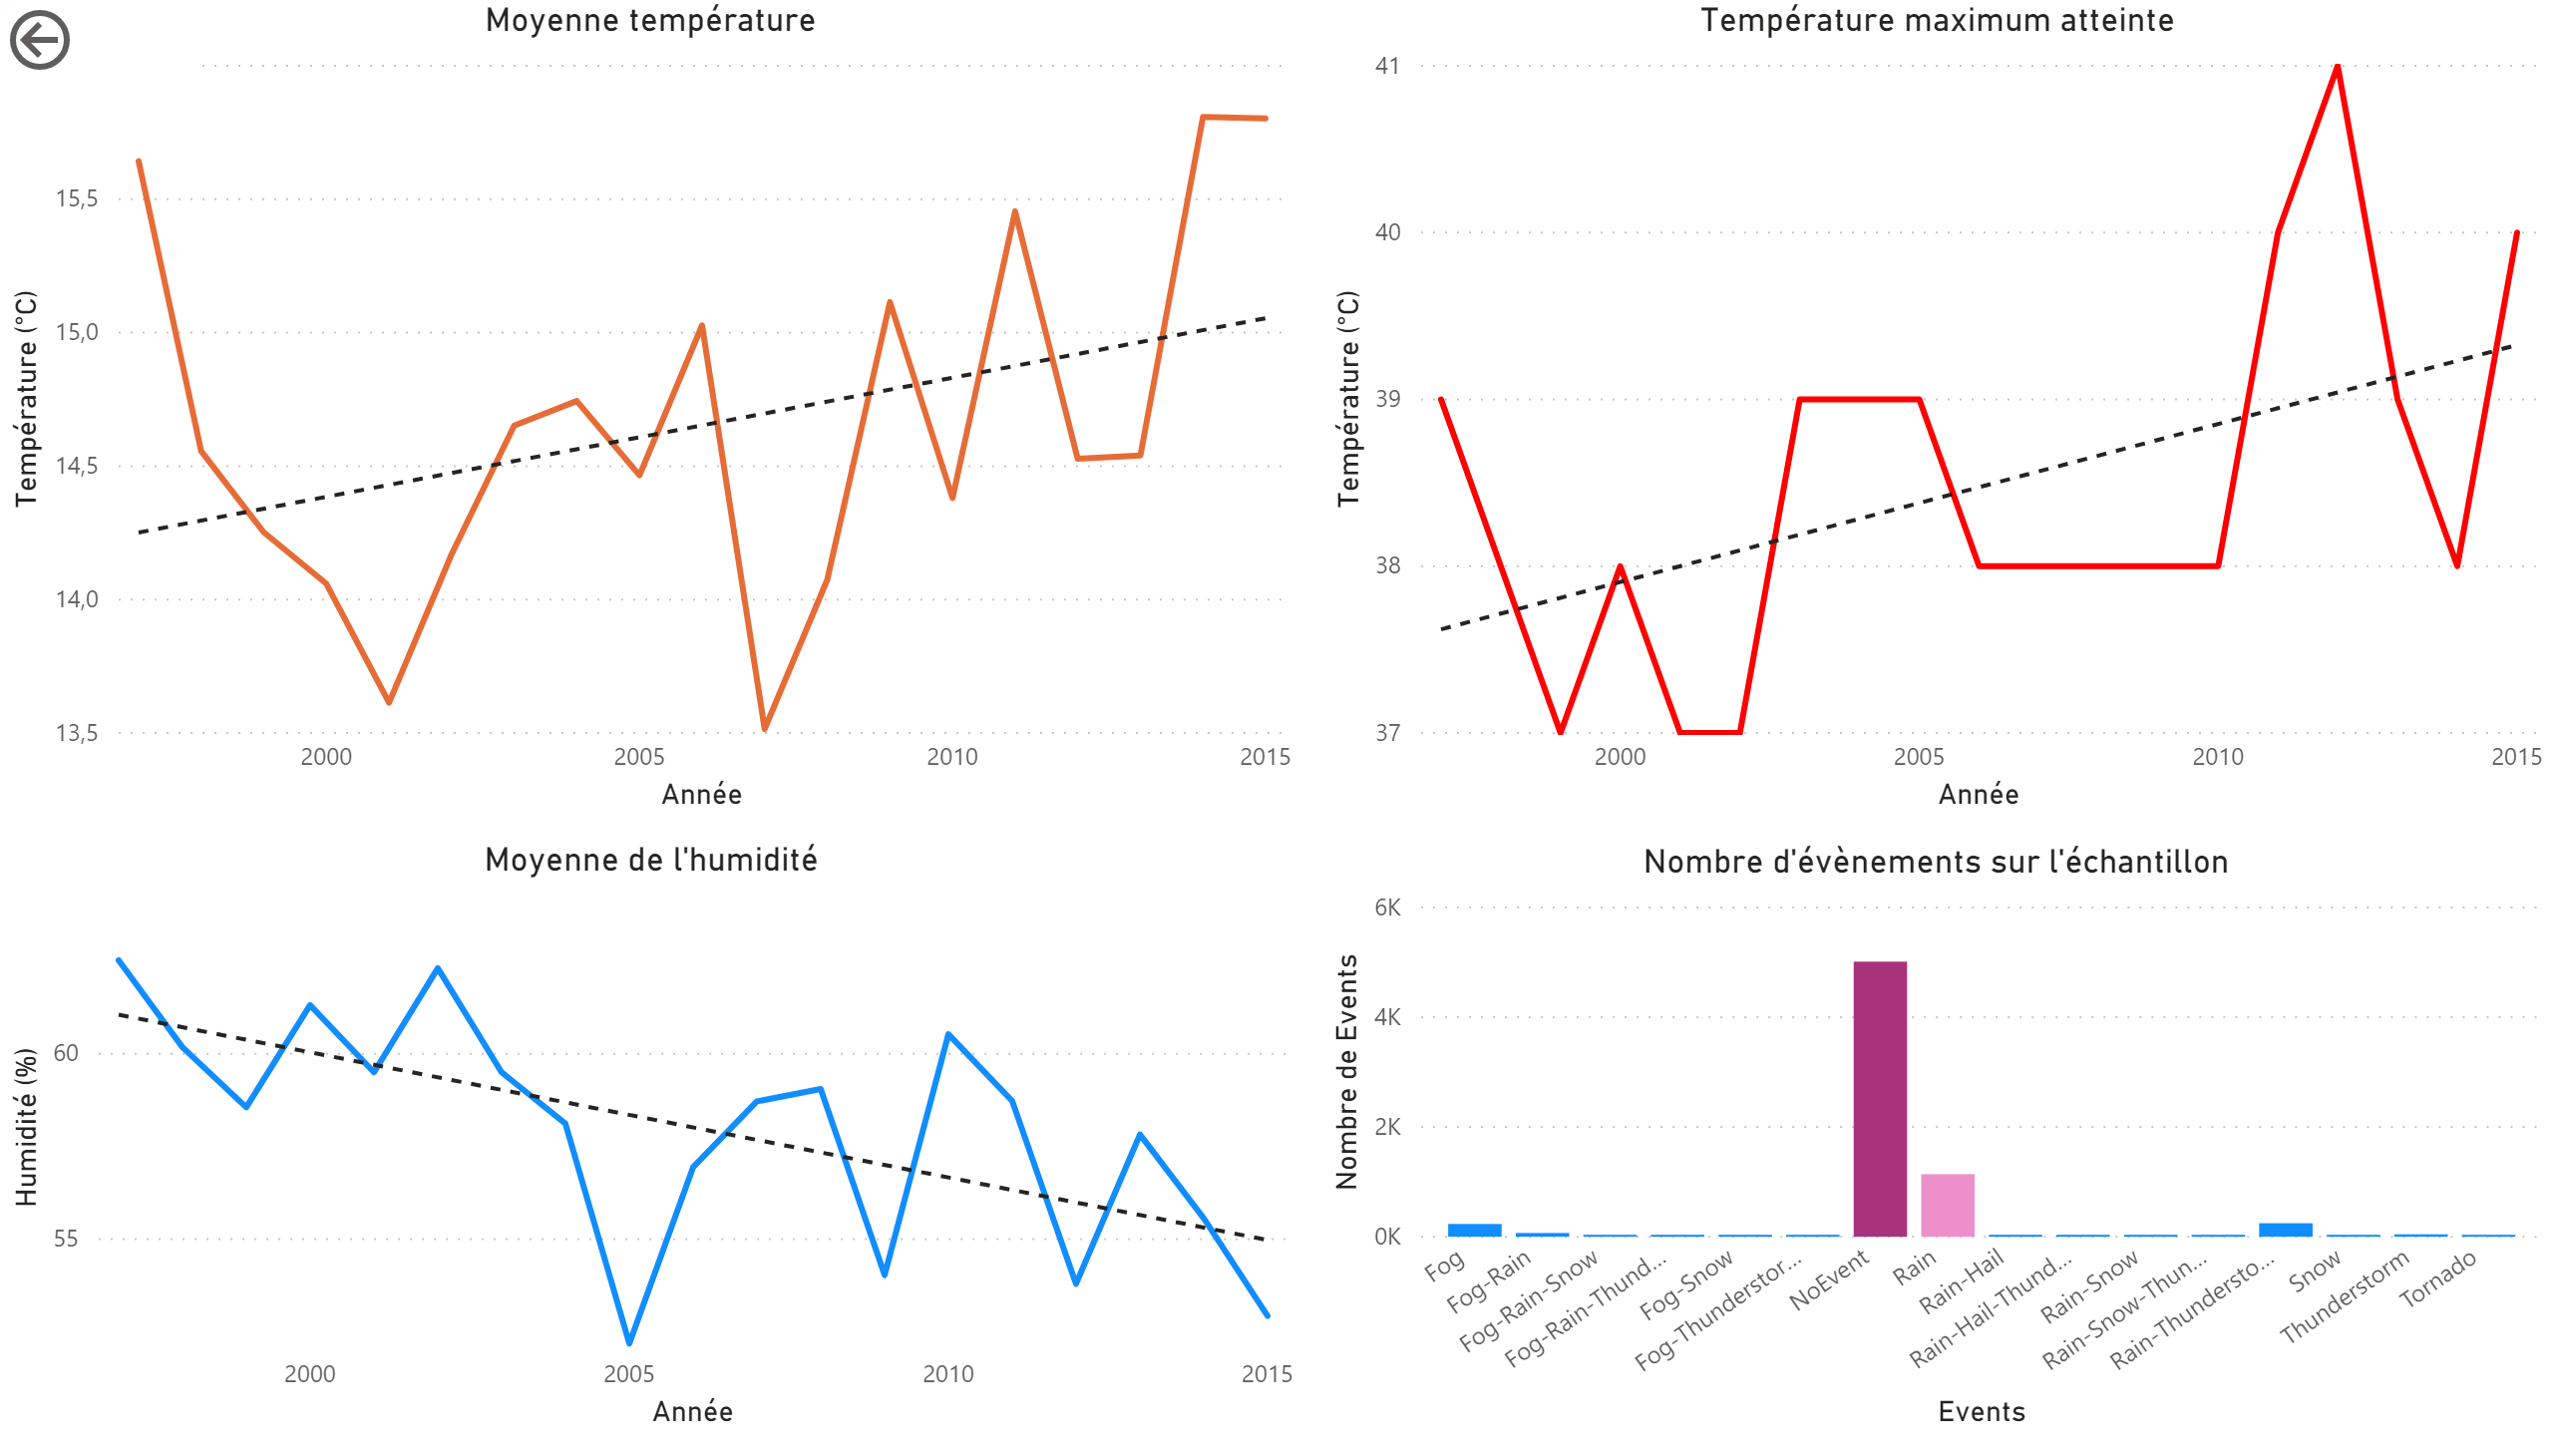 Moyenne température
15,5
15,0
14,5
14,0
13,5
Température (°C)
2000 2005 2010 2015
Année
Température maximum atteinte
41
40
39
38
37
Température (°C)
2000 2005 2010 2015
Année
Moyenne de l'humidité
60
55
Humidité (%)
2000 2005 2010 2015
Année
Nombre d'évènements sur l'échantillon
6K
4K
2K
0K
Nombre de Events
Fog
Fog-Rain
Fog-Rain-Snow
Fog-Rain-Thund...
Fog-Snow
Fog-Thunderstor...
NoEvent
Rain
Rain-Hail
Rain-Hail-Thund...
Rain-Snow
Rain-Snow-Thun...
Rain-Thundersto...
Snow
Thunderstorm
Tornado
Events